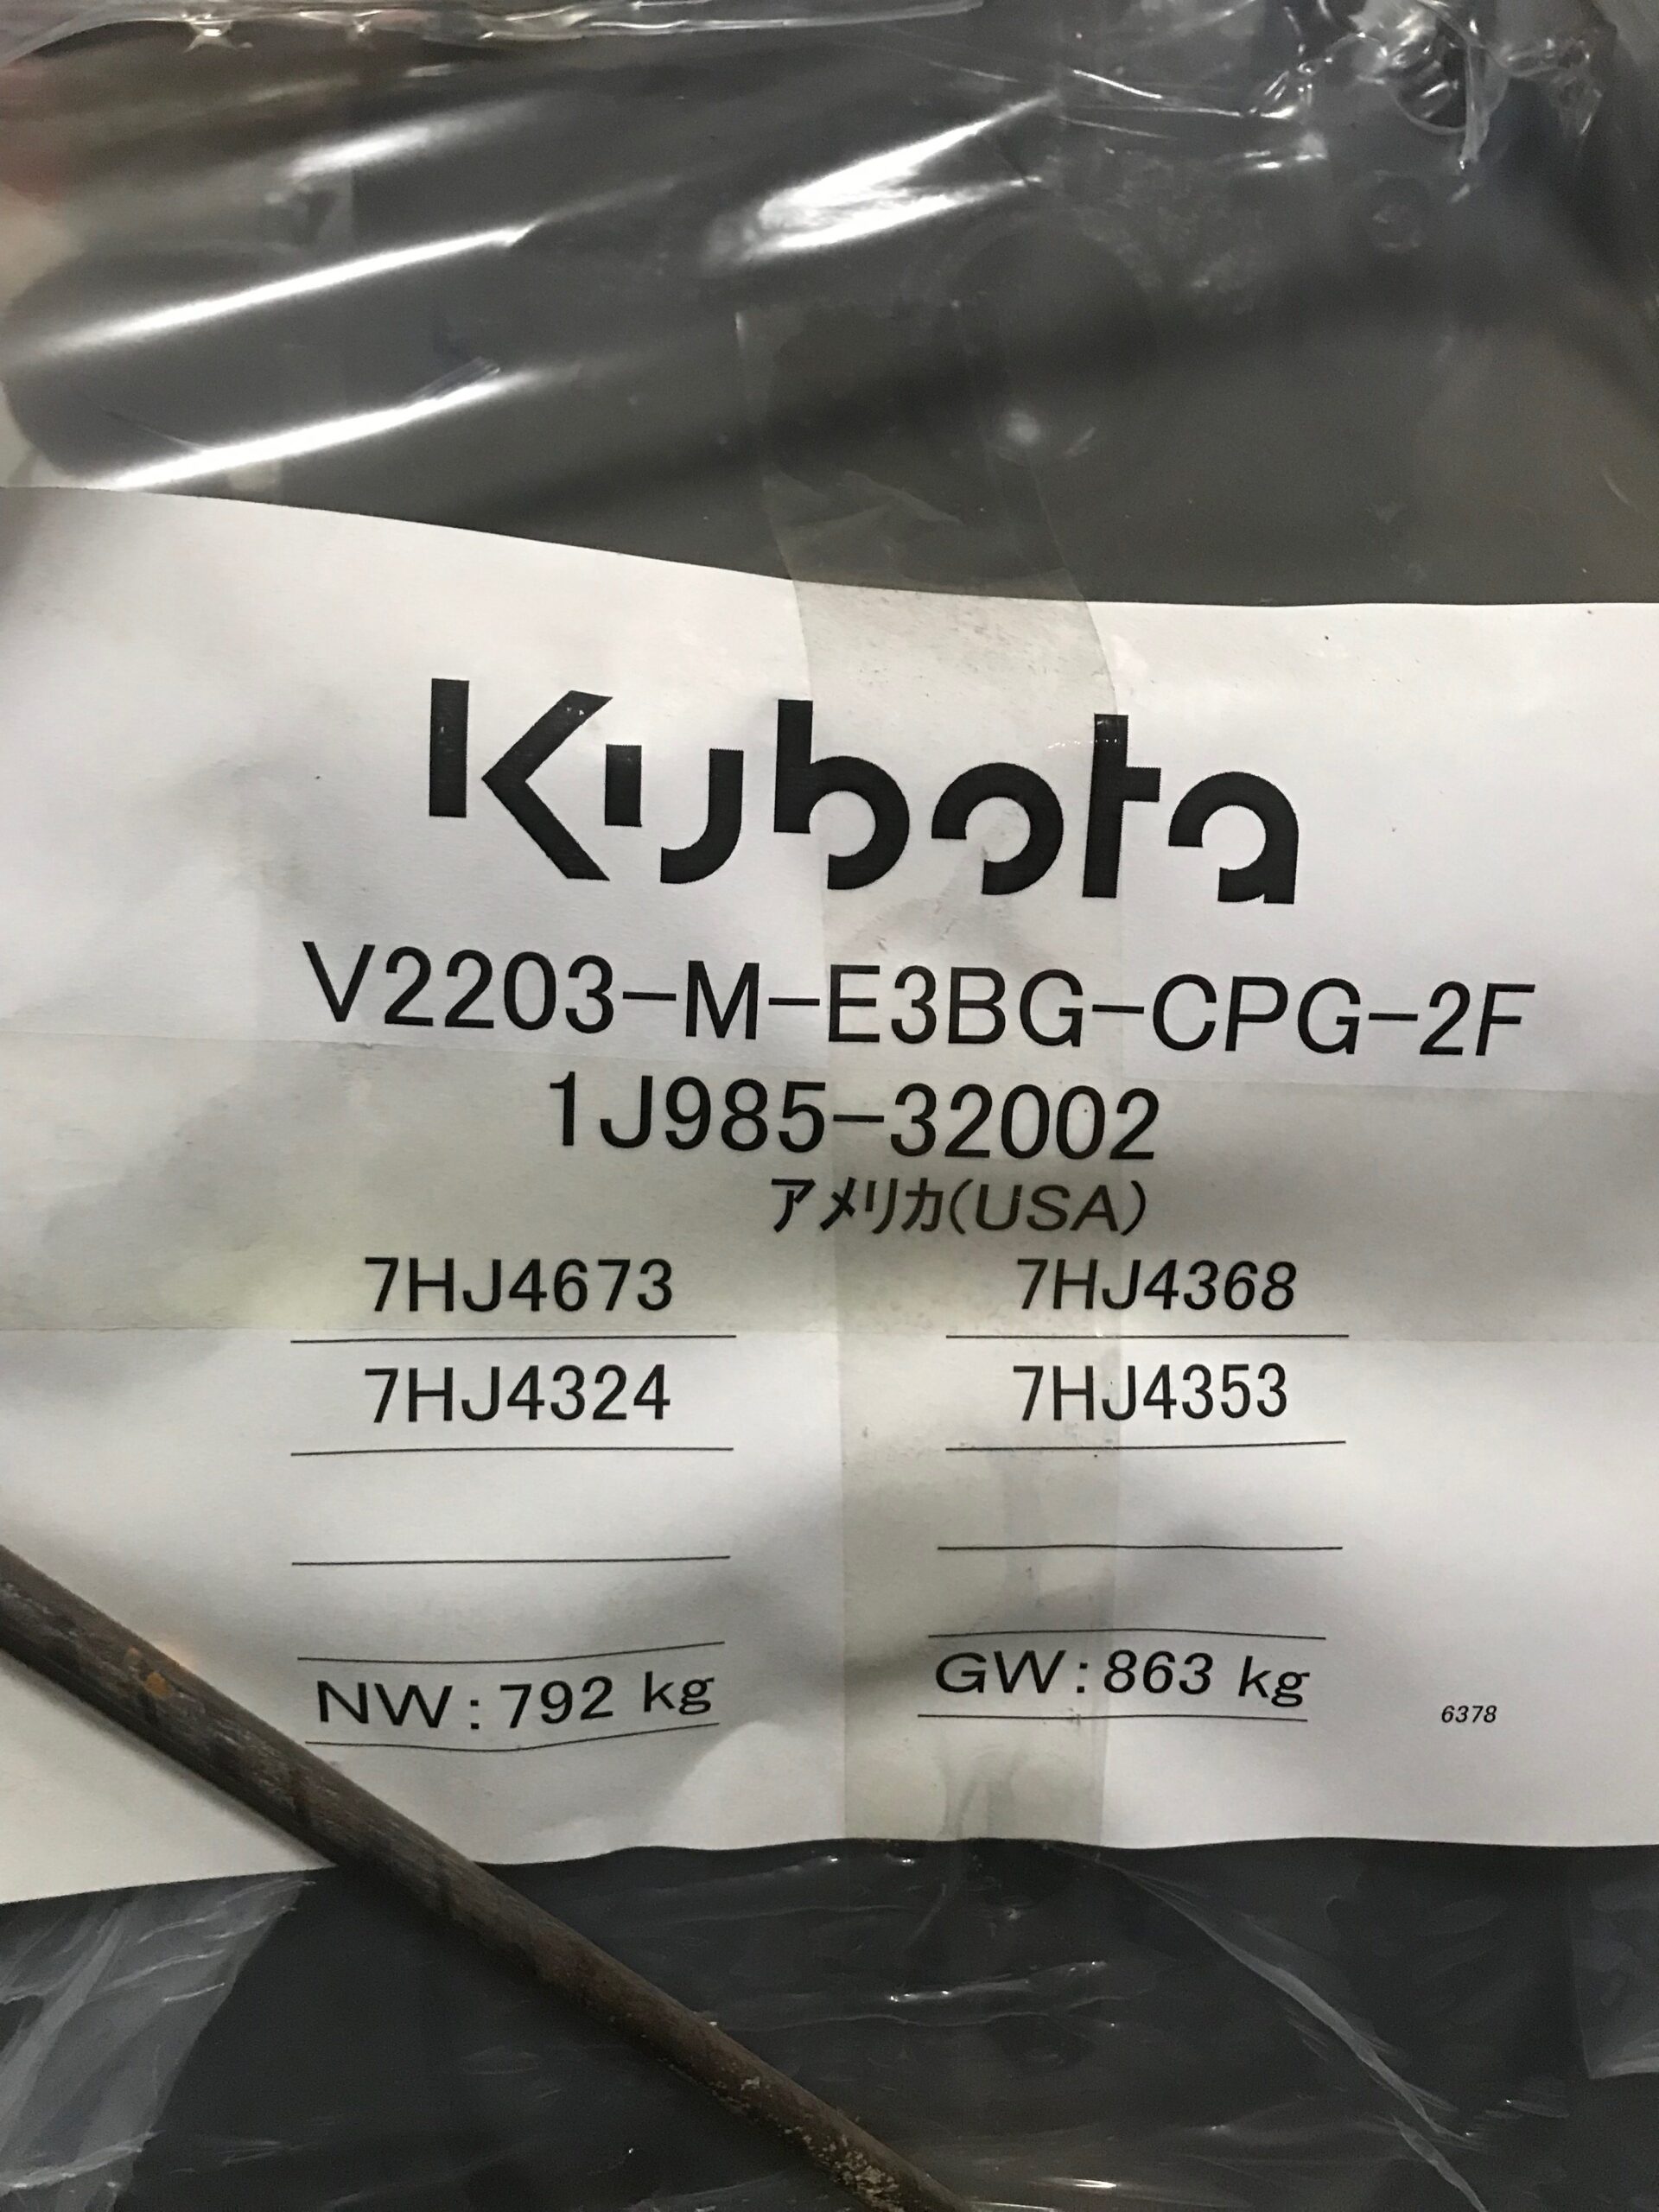 Kubota
V2203-M-E3BG-CPG-2F
1J985-32002
アメリカ(USA)
7HJ4673 7HJ4368
7HJ4324 7HJ4353
NW: 792 kg GW: 863 kg
6378